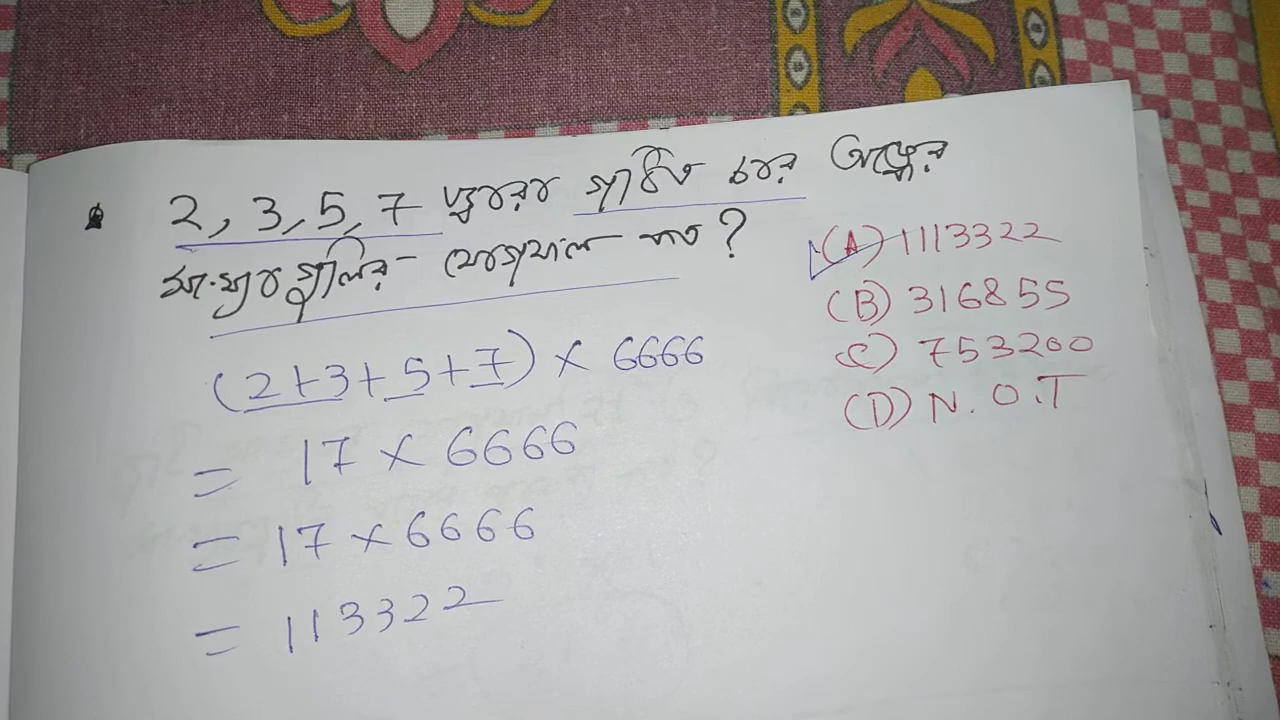 2, 3, 5, 7 দ্বারা গঠিত চার অঙ্কের
সংখ্যাগুলির যোগফল কত?
(A) 1113322
(B) 316855
(C) 753200
(D) N.O.T
(2+3+5+7) × 6666
= 17 × 6666
= 17 × 6666
= 113322